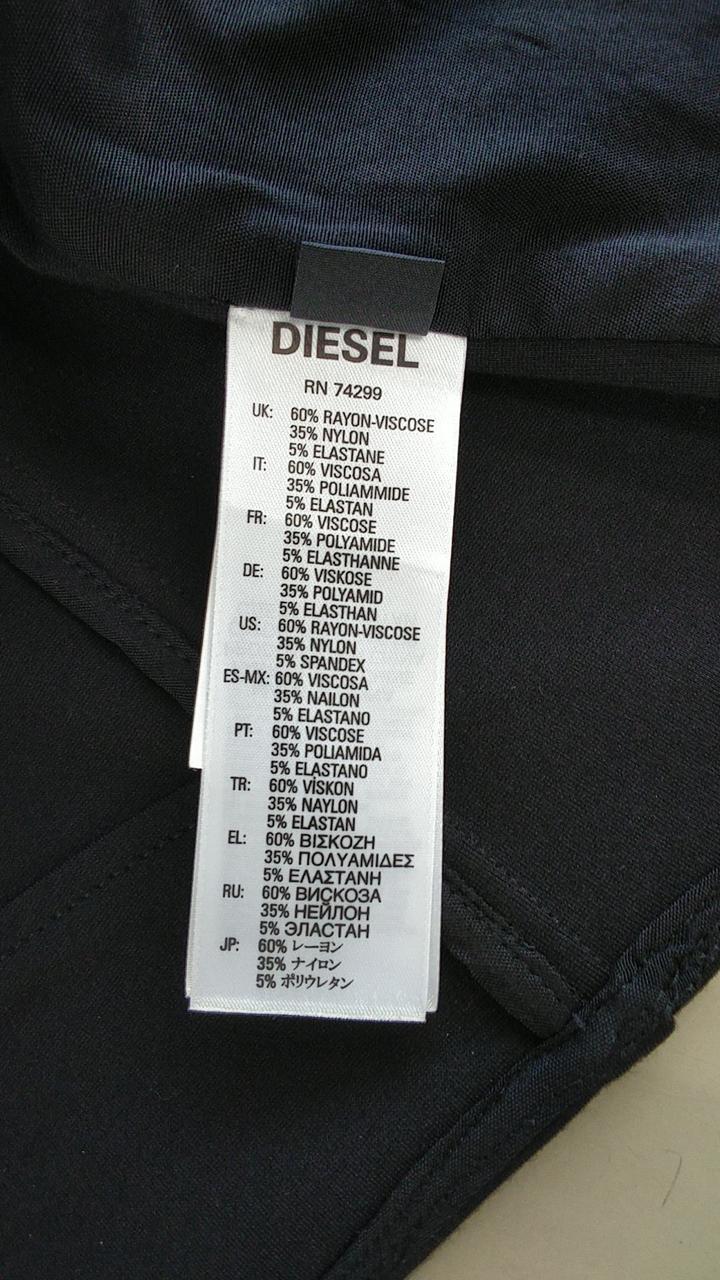 DIESEL
RN 74299
UK: 60% RAYON-VISCOSE
35% NYLON
5% ELASTANE
IT: 60% VISCOSA
35% POLIAMMIDE
5% ELASTAN
FR: 60% VISCOSE
35% POLYAMIDE
5% ELASTHANNE
DE: 60% VISKOSE
35% POLYAMID
5% ELASTHAN
US: 60% RAYON-VISCOSE
35% NYLON
5% SPANDEX
ES-MX: 60% VISCOSA
35% NAILON
5% ELASTANO
PT: 60% VISCOSE
35% POLIAMIDA
5% ELASTANO
TR: 60% VİSKON
35% NAYLON
5% ELASTAN
EL: 60% ΒΙΣΚΟΖΗ
35% ΠΟΛΥΑΜΙΔΕΣ
5% ΕΛΑΣΤΑΝΗ
RU: 60% ВИСКОЗА
35% НЕЙЛОН
5% ЭЛАСТАН
JP: 60% レーヨン
35% ナイロン
5% ポリウレタン